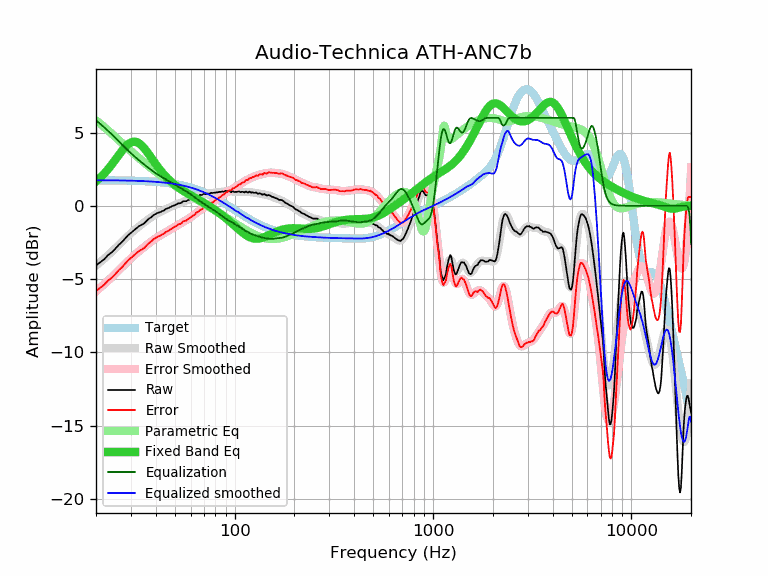 Audio-Technica ATH-ANC7b
Amplitude (dBr)
5
0
−5
−10
−15
−20
Target
Raw Smoothed
Error Smoothed
Raw
Error
Parametric Eq
Fixed Band Eq
Equalization
Equalized smoothed
100
1000
10000
Frequency (Hz)